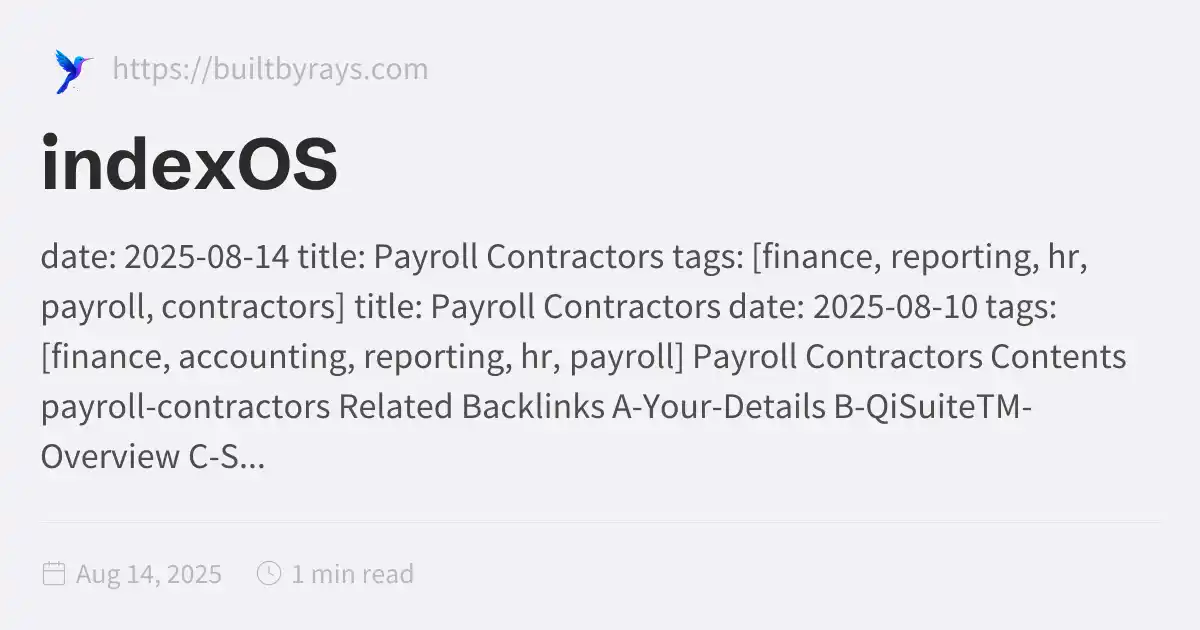 https://builtbyrays.com
indexOS
date: 2025-08-14 title: Payroll Contractors tags: [finance, reporting, hr,
payroll, contractors] title: Payroll Contractors date: 2025-08-10 tags:
[finance, accounting, reporting, hr, payroll] Payroll Contractors Contents
payroll-contractors Related Backlinks A-Your-Details B-QiSuiteTM-
Overview C-S...
Aug 14, 2025 1 min read